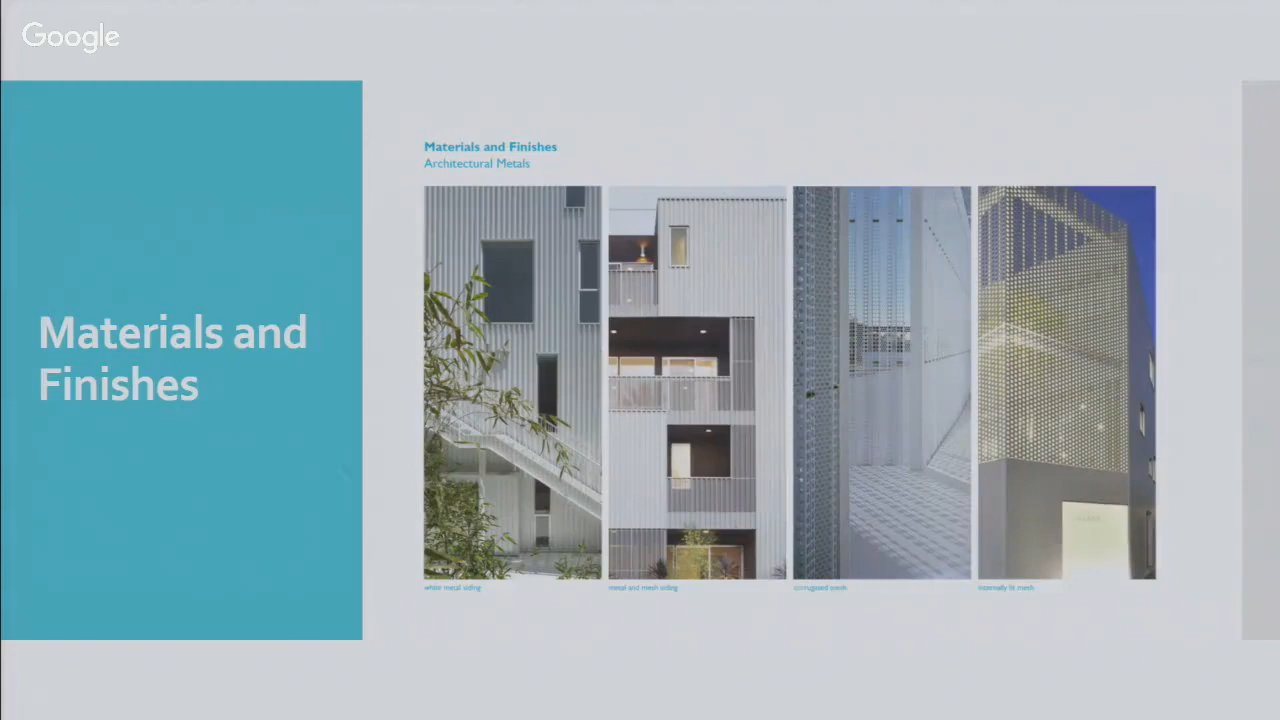 Google
Materials and
Finishes
Materials and Finishes
Architectural Metals
white metal siding
metal and mesh siding
corrugated mesh
internally lit mesh